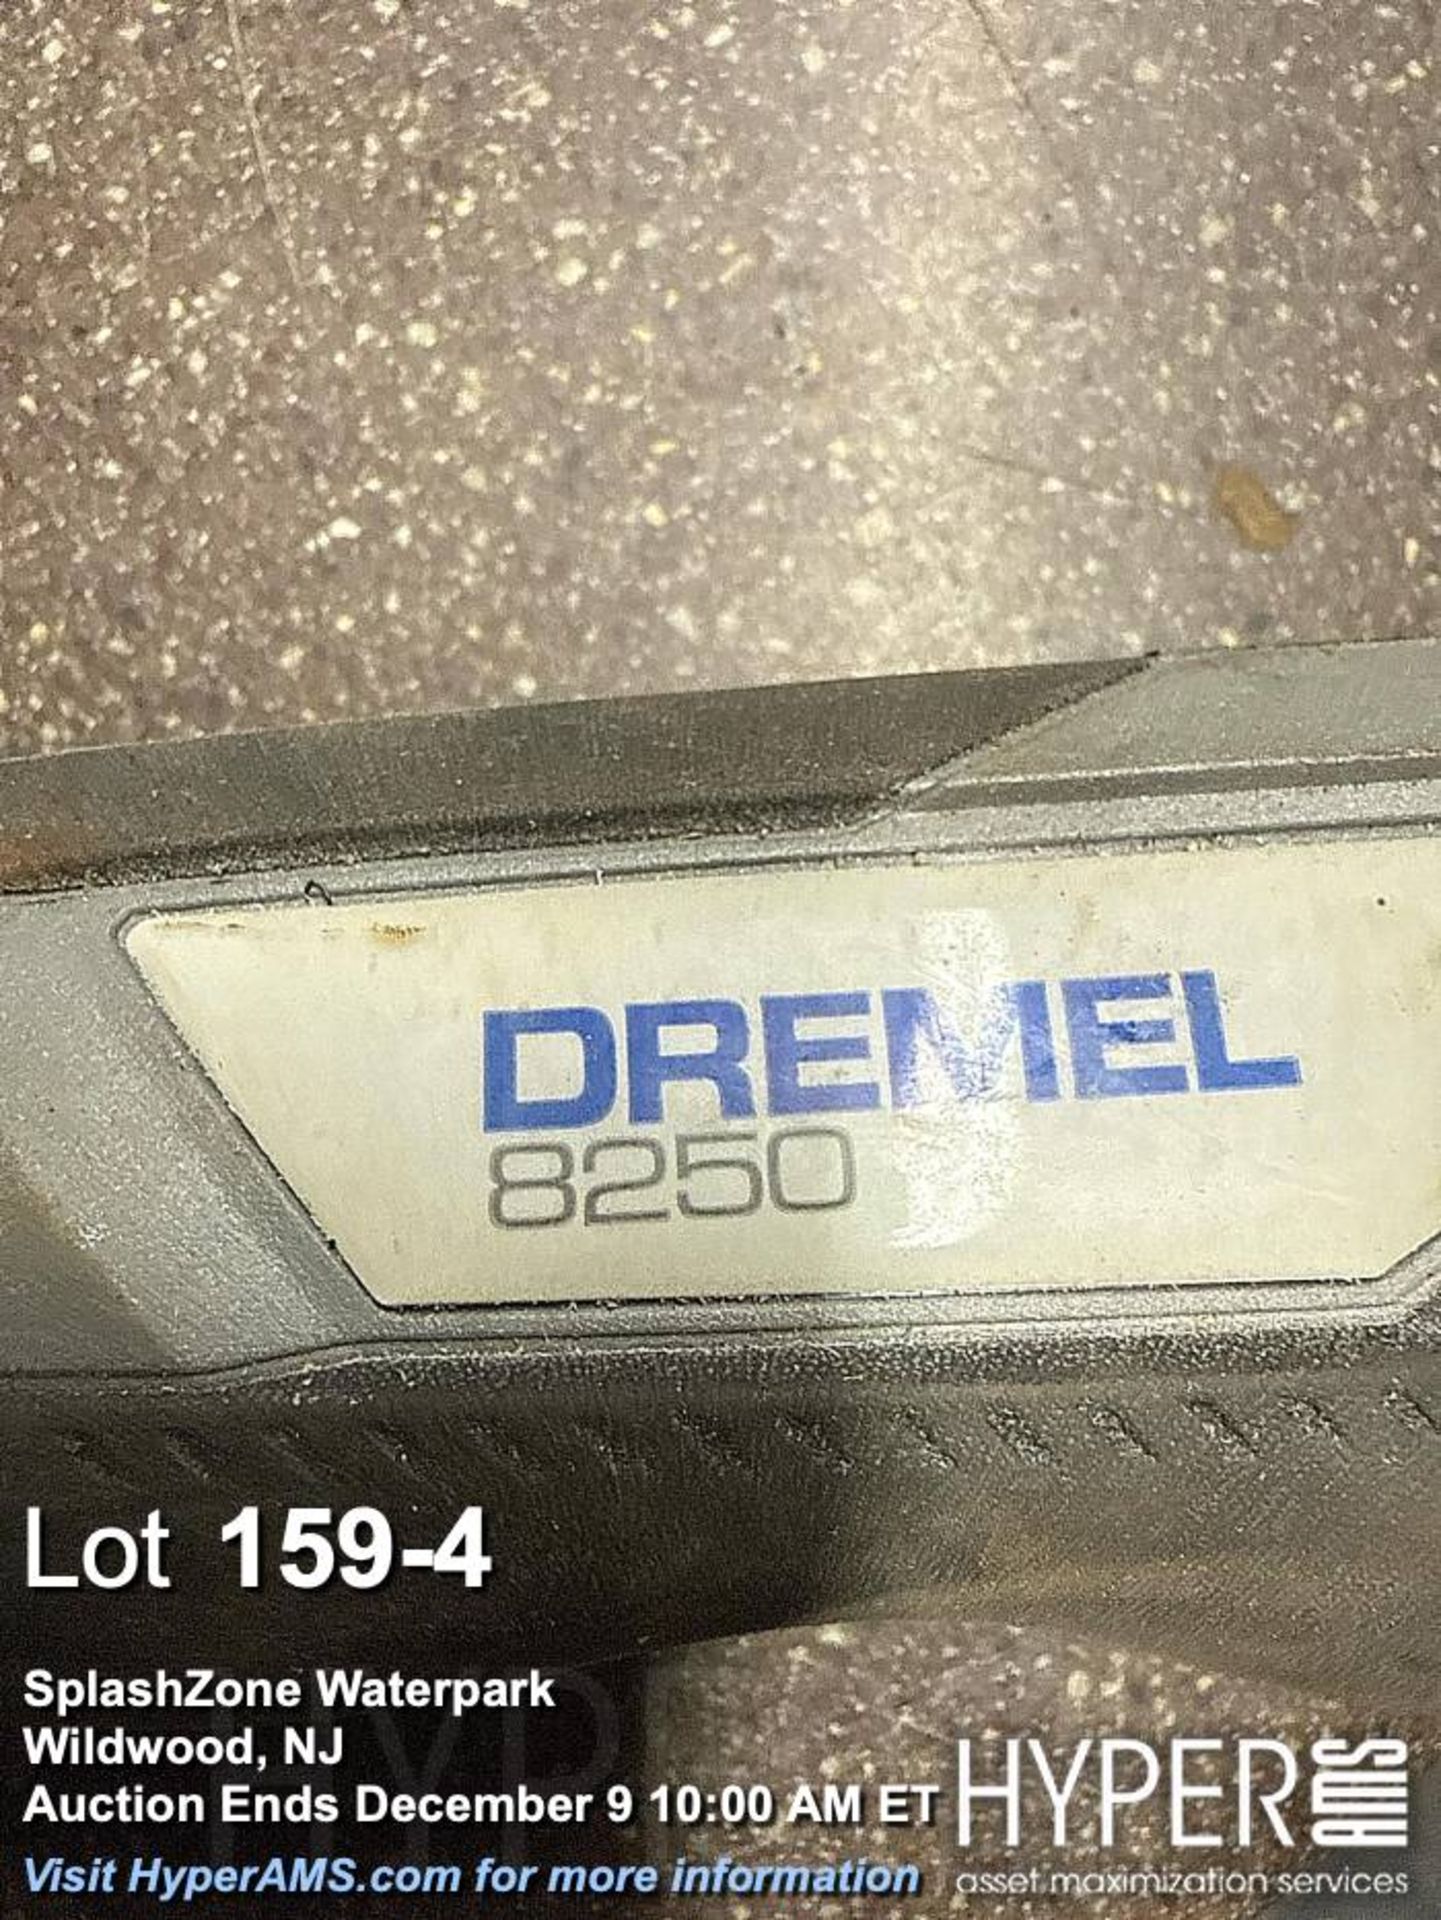 DREMEL
8250
Lot 159-4
SplashZone Waterpark
Wildwood, NJ
Auction Ends December 9 10:00 AM ET
Visit HyperAMS.com for more information
HYPER AMS
asset maximization services